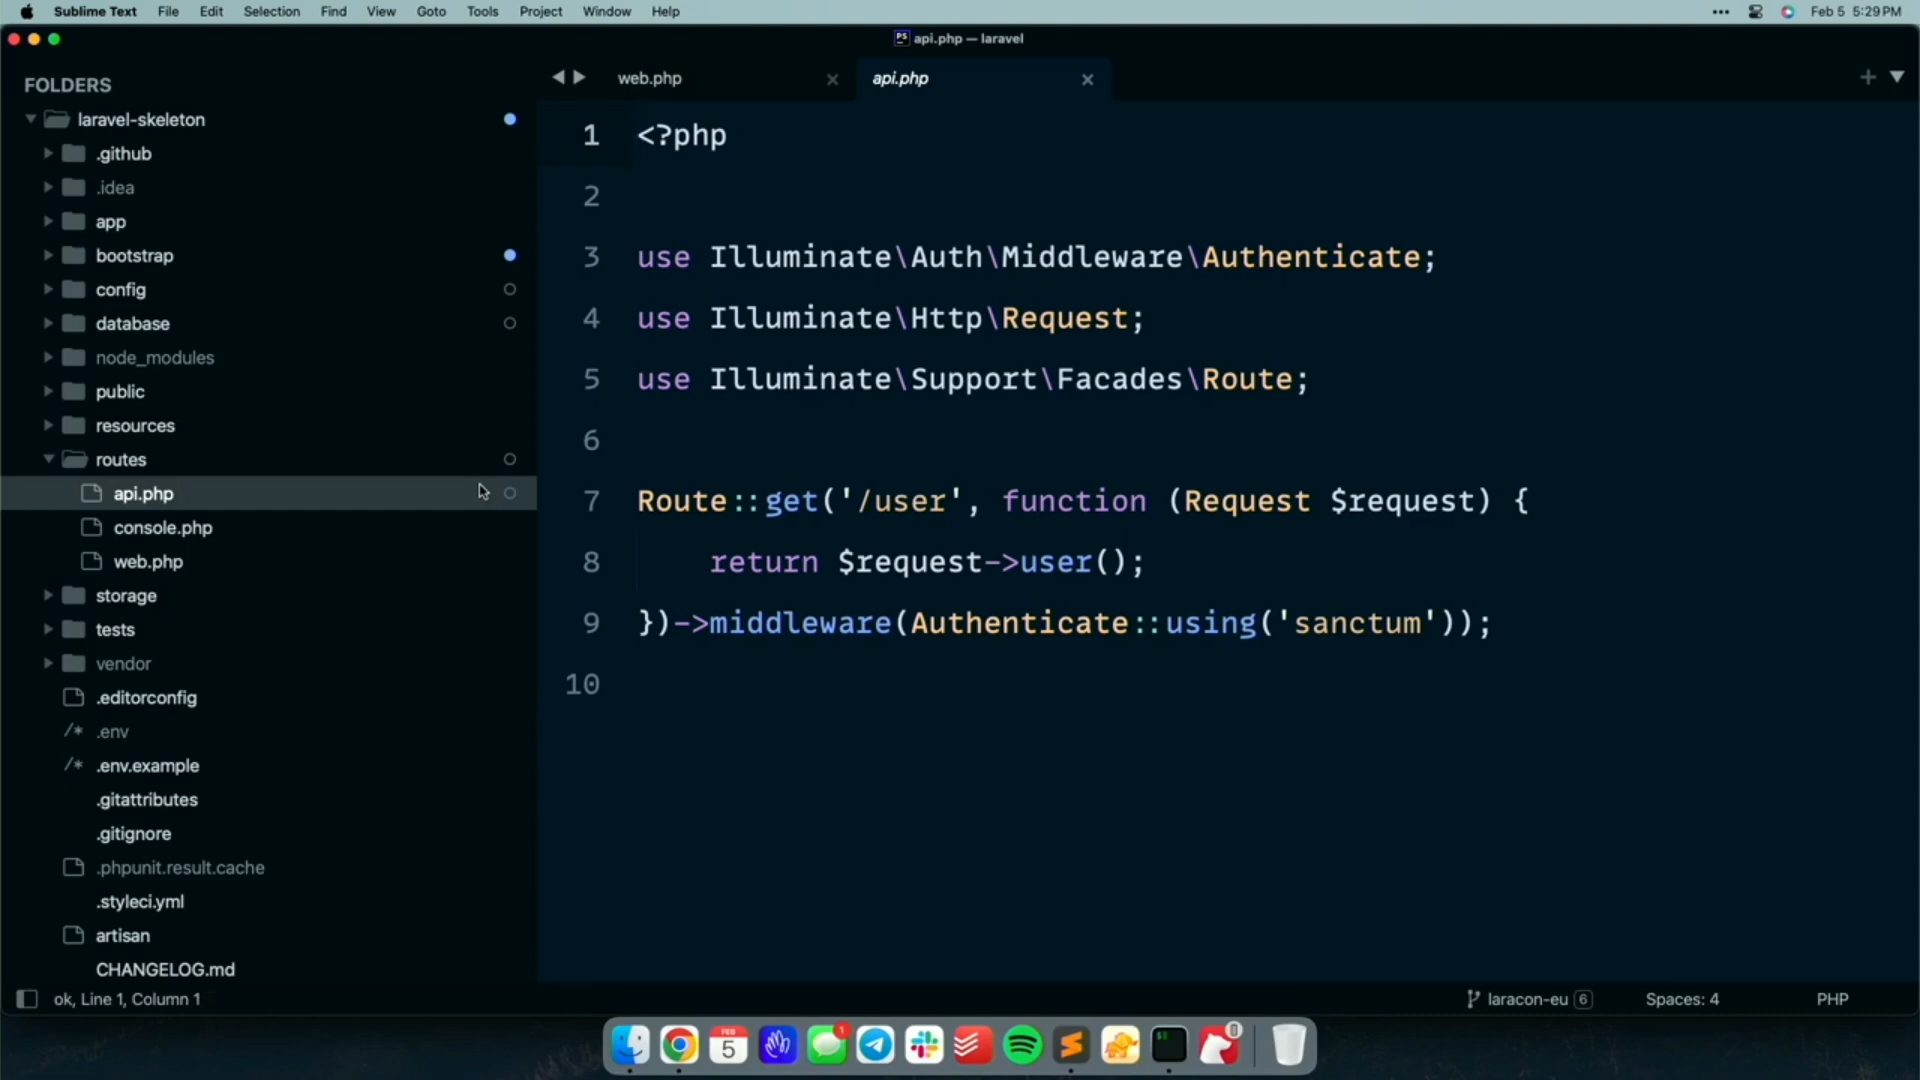 Sublime Text File Edit Selection Find View Goto Tools Project Window Help ••• Feb 5 5:29 PM
PS api.php — laravel
FOLDERS
laravel-skeleton
.github
.idea
app
bootstrap
config
database
node_modules
public
resources
routes
api.php
console.php
web.php
storage
tests
vendor
.editorconfig
/* .env
/* .env.example
.gitattributes
.gitignore
.phpunit.result.cache
.styleci.yml
artisan
CHANGELOG.md
web.php × api.php ×
1 <?php
2
3 use Illuminate\Auth\Middleware\Authenticate;
4 use Illuminate\Http\Request;
5 use Illuminate\Support\Facades\Route;
6
7 Route::get('/user', function (Request $request) {
8     return $request->user();
9 })->middleware(Authenticate::using('sanctum'));
10
ok, Line 1, Column 1 laracon-eu 6 Spaces: 4 PHP
FEB
5
1
0